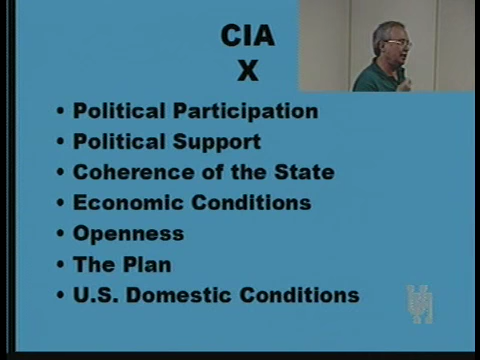 CIA
X
• Political Participation
• Political Support
• Coherence of the State
• Economic Conditions
• Openness
• The Plan
• U.S. Domestic Conditions